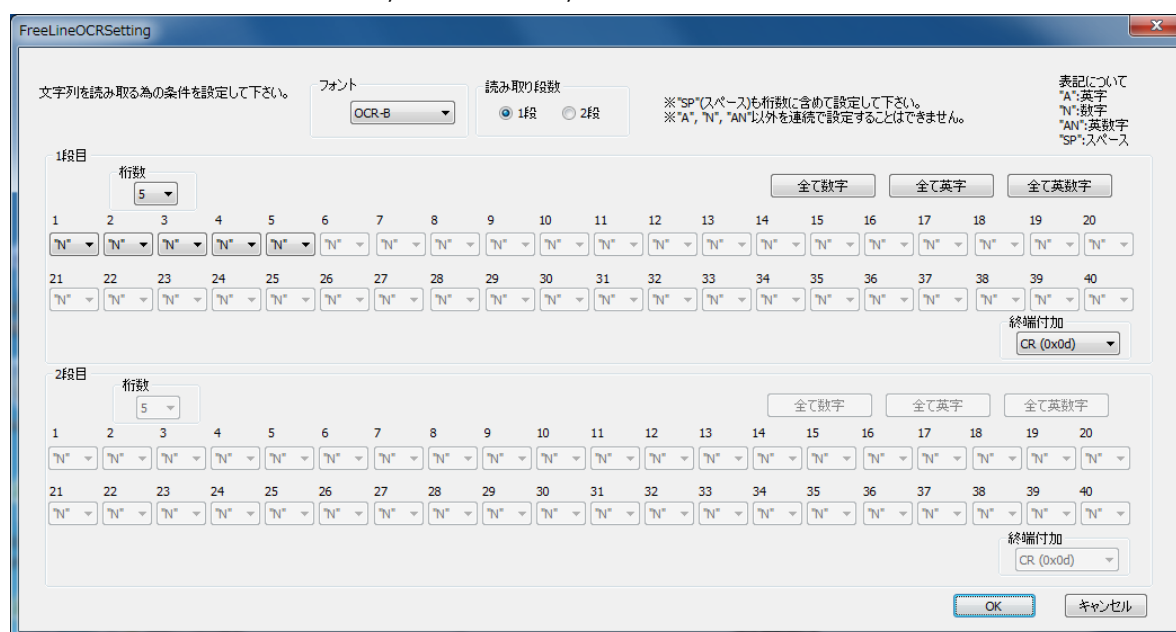 FreeLineOCRSetting
文字列を読み取る為の条件を設定して下さい。
フォント
OCR-B
読み取り段数
1段 2段
※"SP"(スペース)も桁数に含めて設定して下さい。
※"A", "N", "AN"以外を連続で設定することはできません。
表記について
"A":英字
"N":数字
"AN":英数字
"SP":スペース
1段目
桁数
5
全て数字 全て英字 全て英数字
1 2 3 4 5 6 7 8 9 10 11 12 13 14 15 16 17 18 19 20
"N" "N" "N" "N" "N" "N" "N" "N" "N" "N" "N" "N" "N" "N" "N" "N" "N" "N" "N" "N"
21 22 23 24 25 26 27 28 29 30 31 32 33 34 35 36 37 38 39 40
"N" "N" "N" "N" "N" "N" "N" "N" "N" "N" "N" "N" "N" "N" "N" "N" "N" "N" "N" "N"
終端付加
CR (0x0d)
2段目
桁数
5
全て数字 全て英字 全て英数字
1 2 3 4 5 6 7 8 9 10 11 12 13 14 15 16 17 18 19 20
"N" "N" "N" "N" "N" "N" "N" "N" "N" "N" "N" "N" "N" "N" "N" "N" "N" "N" "N" "N"
21 22 23 24 25 26 27 28 29 30 31 32 33 34 35 36 37 38 39 40
"N" "N" "N" "N" "N" "N" "N" "N" "N" "N" "N" "N" "N" "N" "N" "N" "N" "N" "N" "N"
終端付加
CR (0x0d)
OK キャンセル